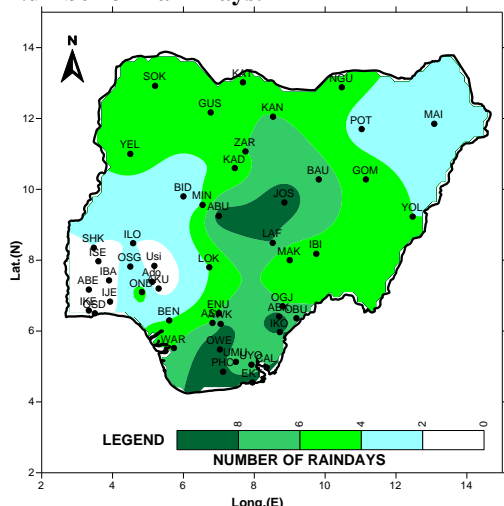 N
14
12
10
8
6
4
2
Lat.(N)
SOK
KAT
NGU
GUS
KAN
POT
MAI
YEL
ZAR
KAD
BAU
GOM
BID
MIN
ABU
JOS
YOL
SHK
ILO
LAF
ISE
OSG
Usi
MAK
IBI
IBA
Ado
LOK
ABE
OND
IJE
IKE
BEN
ENU
OGJ
OBU
IKO
WAR
OWE
UMU
UYO
CAL
PHC
EKT
LEGEND
8
6
4
2
0
NUMBER OF RAINDAYS
2
4
6
8
10
12
14
Long.(E)